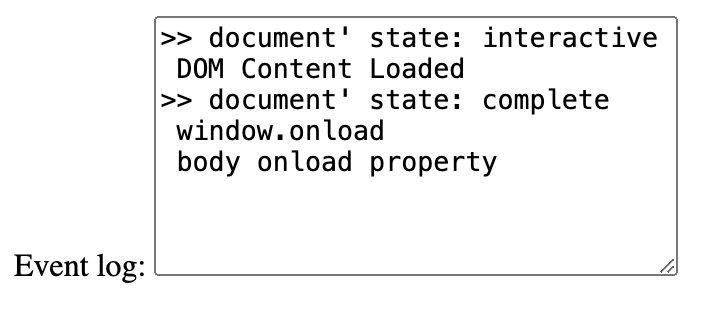 >> document' state: interactive
DOM Content Loaded
>> document' state: complete
window.onload
body onload property
Event log: